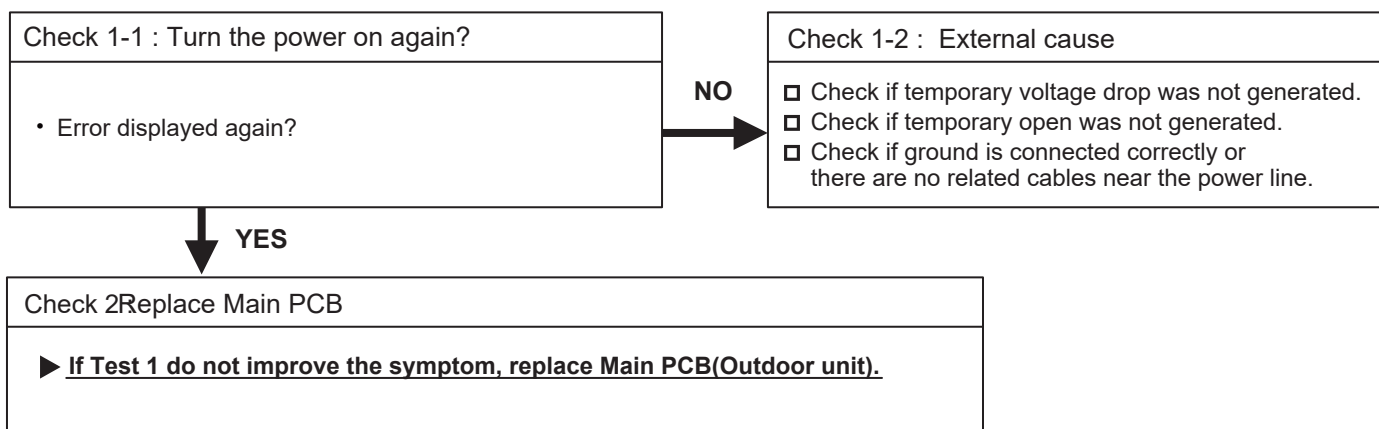 Check 1-1 : Turn the power on again?
• Error displayed again?
NO
Check 1-2 : External cause
Check if temporary voltage drop was not generated.
Check if temporary open was not generated.
Check if ground is connected correctly or
there are no related cables near the power line.
YES
Check 2:Replace Main PCB
▶ If Test 1 do not improve the symptom, replace Main PCB(Outdoor unit).